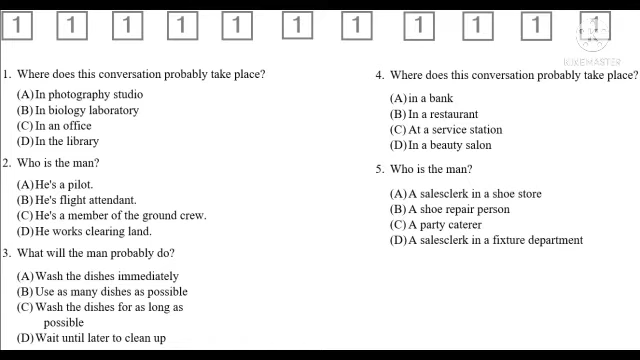 1 1 1 1 1 1 1 1 1 1 1
KINEMASTER
1. Where does this conversation probably take place?
(A) In photography studio
(B) In biology laboratory
(C) In an office
(D) In the library
2. Who is the man?
(A) He's a pilot.
(B) He's flight attendant.
(C) He's a member of the ground crew.
(D) He works clearing land.
3. What will the man probably do?
(A) Wash the dishes immediately
(B) Use as many dishes as possible
(C) Wash the dishes for as long as
possible
(D) Wait until later to clean up
4. Where does this conversation probably take place?
(A) in a bank
(B) In a restaurant
(C) At a service station
(D) In a beauty salon
5. Who is the man?
(A) A salesclerk in a shoe store
(B) A shoe repair person
(C) A party caterer
(D) A salesclerk in a fixture department